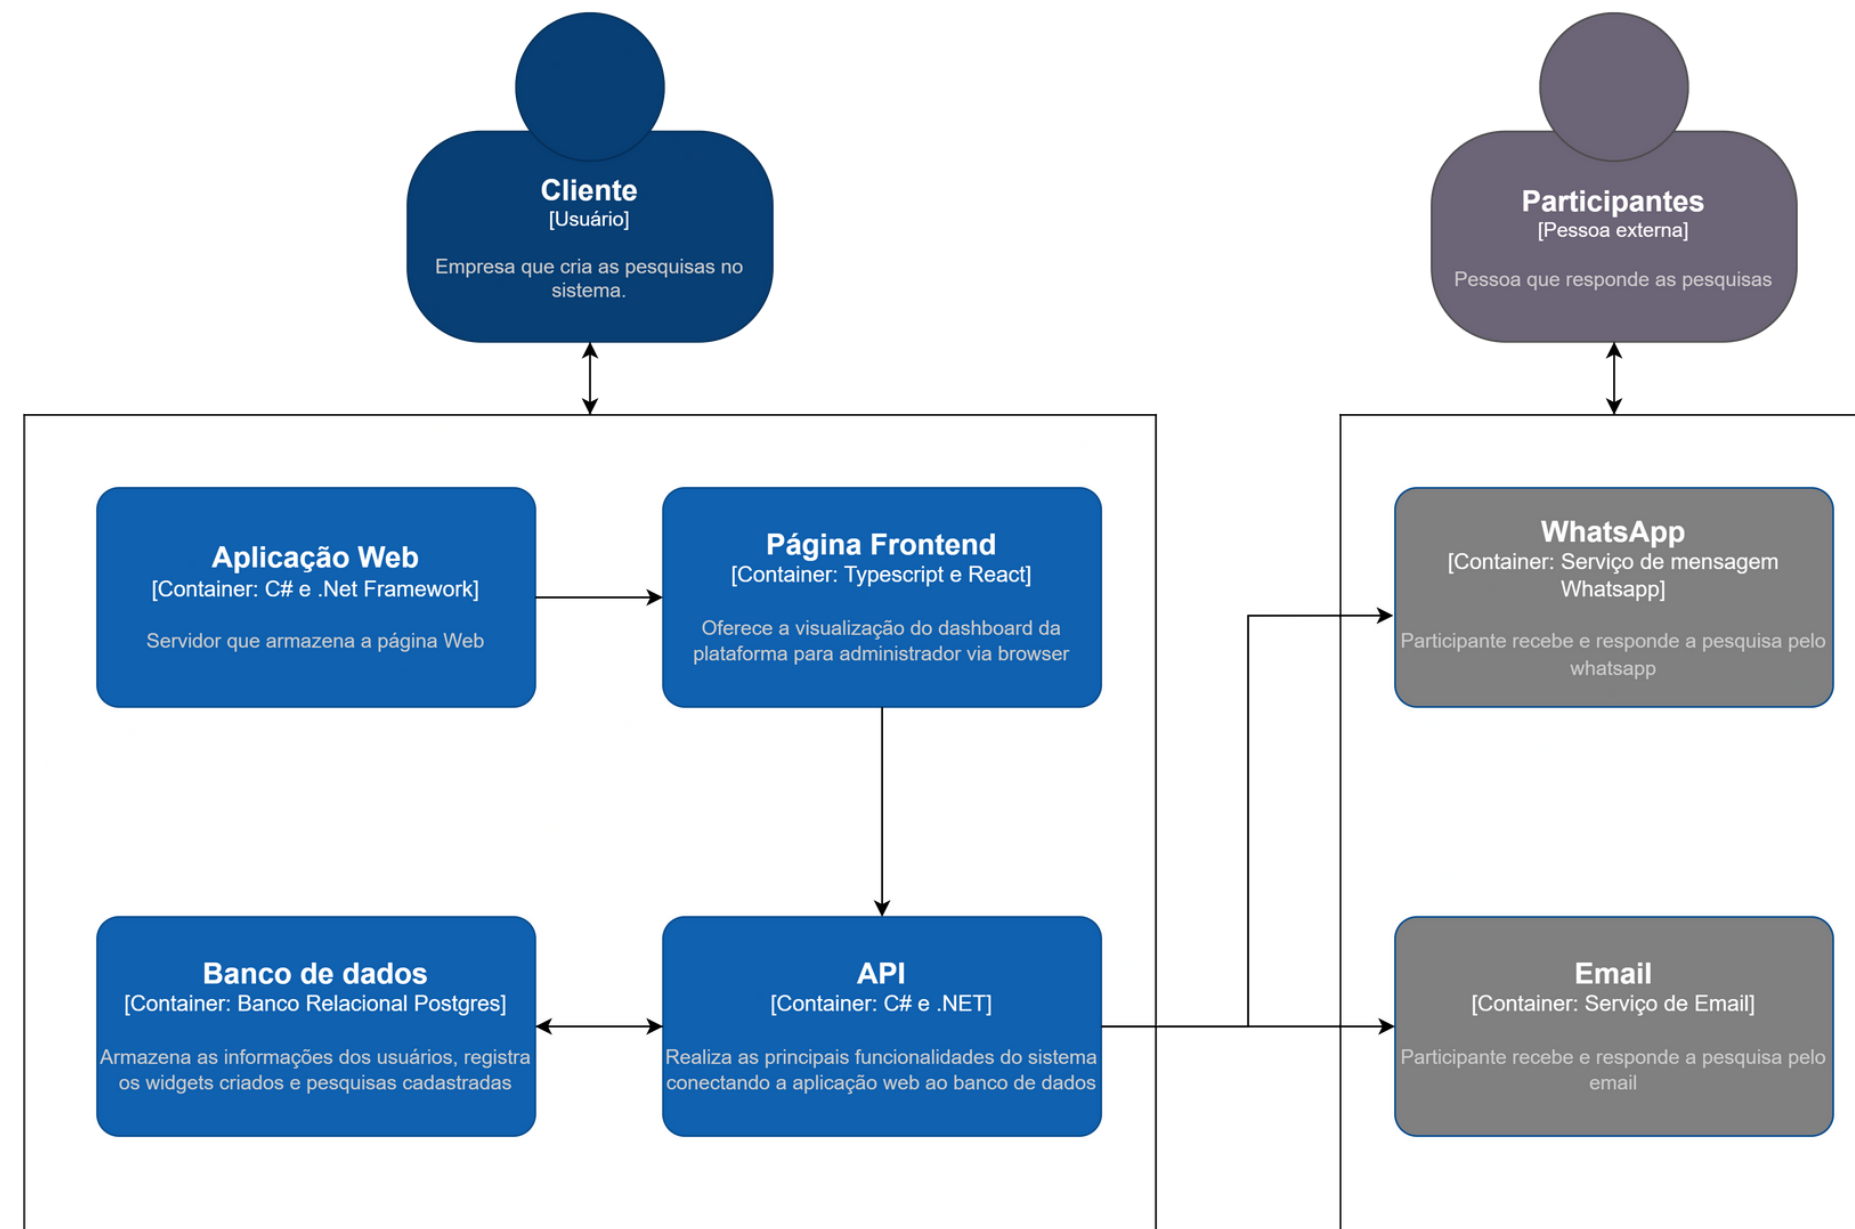 Cliente
[Usuário]
Empresa que cria as pesquisas no
sistema.
Participantes
[Pessoa externa]
Pessoa que responde as pesquisas
Aplicação Web
[Container: C# e .Net Framework]
Servidor que armazena a página Web
Página Frontend
[Container: Typescript e React]
Oferece a visualização do dashboard da
plataforma para administrador via browser
WhatsApp
[Container: Serviço de mensagem
Whatsapp]
Participante recebe e responde a pesquisa pelo
whatsapp
Banco de dados
[Container: Banco Relacional Postgres]
Armazena as informações dos usuários, registra
os widgets criados e pesquisas cadastradas
API
[Container: C# e .NET]
Realiza as principais funcionalidades do sistema
conectando a aplicação web ao banco de dados
Email
[Container: Serviço de Email]
Participante recebe e responde a pesquisa pelo
email